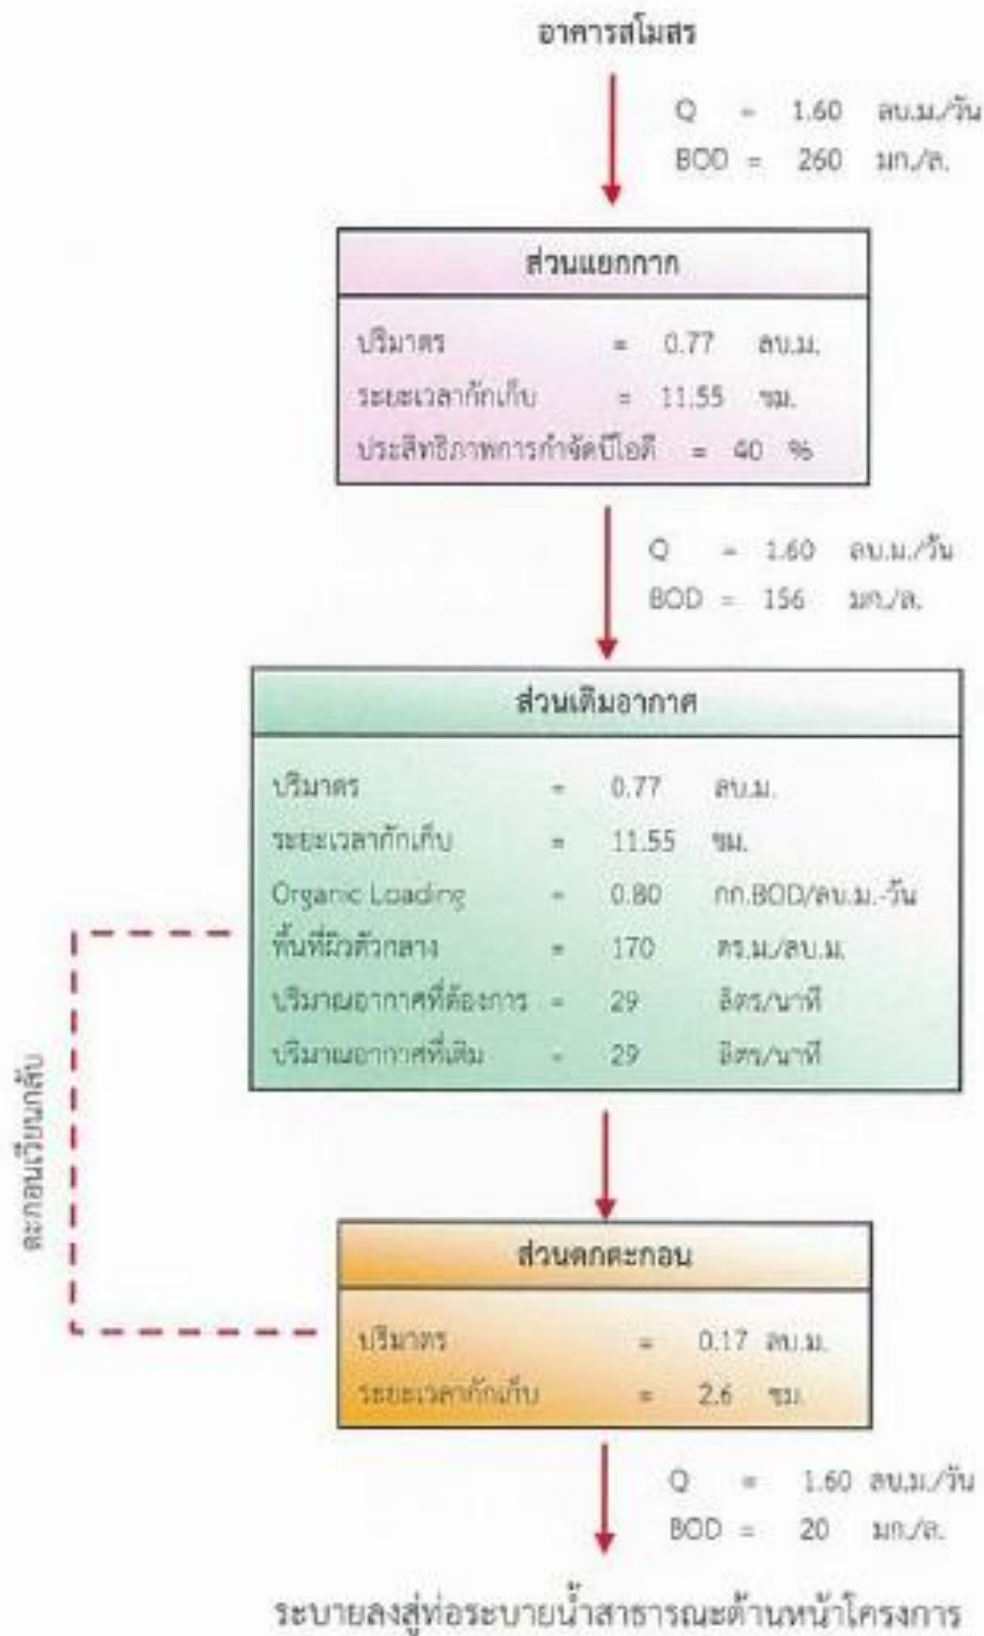 อาคารสโมสร
Q = 1.60 ลบ.ม./วัน
BOD = 260 มก./ล.
ส่วนแยกกาก
ปริมาตร = 0.77 ลบ.ม.
ระยะเวลากักเก็บ = 11.55 ชม.
ประสิทธิภาพการกำจัดบีโอดี = 40 %
Q = 1.60 ลบ.ม./วัน
BOD = 156 มก./ล.
ส่วนเติมอากาศ
ปริมาตร = 0.77 ลบ.ม.
ระยะเวลากักเก็บ = 11.55 ชม.
Organic Loading = 0.80 กก.BOD/ลบ.ม.-วัน
พื้นที่ผิวตัวกลาง = 170 ตร.ม./ลบ.ม.
ปริมาณอากาศที่ต้องการ = 29 ลิตร/นาที
ปริมาณอากาศที่เติม = 29 ลิตร/นาที
ตะกอนเวียนกลับ
ส่วนตกตะกอน
ปริมาตร = 0.17 ลบ.ม.
ระยะเวลากักเก็บ = 2.6 ชม.
Q = 1.60 ลบ.ม./วัน
BOD = 20 มก./ล.
ระบายลงสู่ท่อระบายน้ำสาธารณะด้านหน้าโครงการ